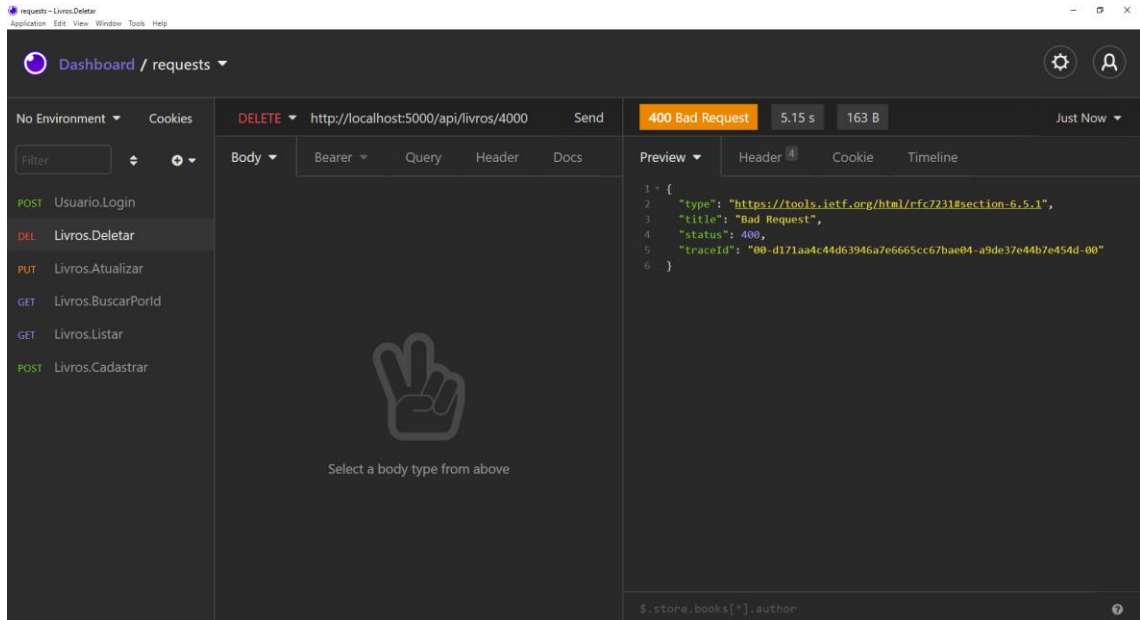 requests – Livros.Deletar
Application Edit View Window Tools Help
Dashboard / requests
No Environment Cookies
DELETE http://localhost:5000/api/livros/4000 Send
400 Bad Request 5.15 s 163 B Just Now
Filter
Body Bearer Query Header Docs
Preview Header 4 Cookie Timeline
POST Usuario.Login
DEL Livros.Deletar
PUT Livros.Atualizar
GET Livros.BuscarPorId
GET Livros.Listar
POST Livros.Cadastrar
Select a body type from above
1 {
2 "type": "https://tools.ietf.org/html/rfc7231#section-6.5.1",
3 "title": "Bad Request",
4 "status": 400,
5 "traceId": "00-d171aa4c44d63946a7e6665cc67bae04-a9de37e44b7e454d-00"
6 }
$.store.books[*].author